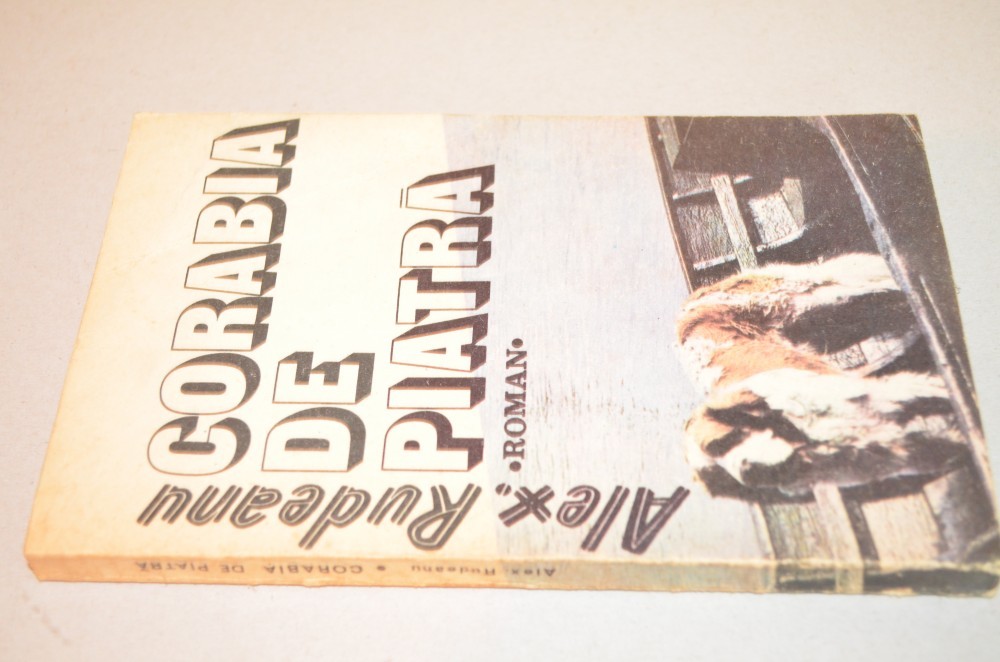 Alex. Rudeanu
CORABIA
DE
PIATRĂ
•ROMAN•
Alex Rudeanu • CORABIA DE PIATRĂ